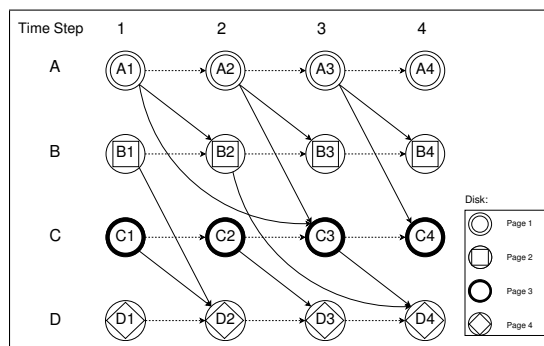 Time Step 1 2 3 4
A A1 A2 A3 A4
B B1 B2 B3 B4
C C1 C2 C3 C4
D D1 D2 D3 D4
Disk:
Page 1
Page 2
Page 3
Page 4